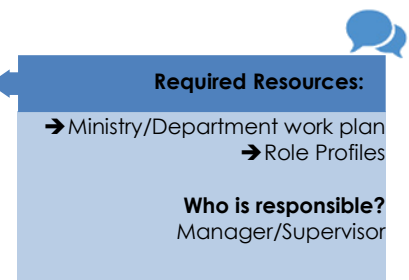 Required Resources:
➔Ministry/Department work plan
➔Role Profiles
Who is responsible?
Manager/Supervisor